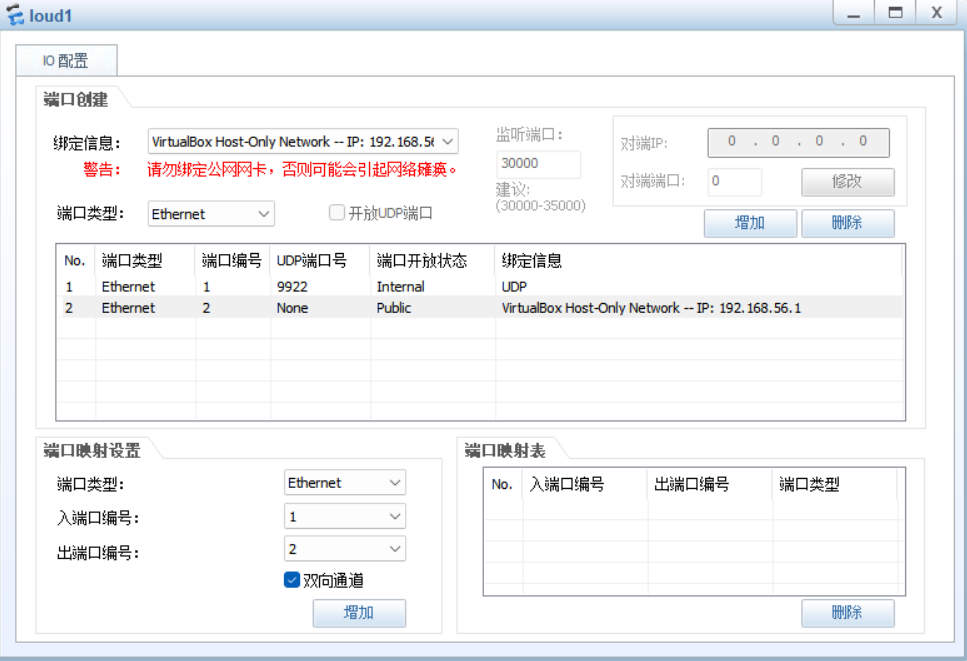 loud1
IO 配置
端口创建
绑定信息： VirtualBox Host-Only Network -- IP: 192.168.56
警告： 请勿绑定公网网卡，否则可能会引起网络瘫痪。
端口类型： Ethernet 开放UDP端口
监听端口：
30000
建议:
(30000-35000)
对端IP: 0 . 0 . 0 . 0
对端端口: 0 修改
增加 删除
No. 端口类型 端口编号 UDP端口号 端口开放状态 绑定信息
1 Ethernet 1 9922 Internal UDP
2 Ethernet 2 None Public VirtualBox Host-Only Network -- IP: 192.168.56.1
端口映射设置
端口类型： Ethernet
入端口编号： 1
出端口编号： 2
双向通道
增加
端口映射表
No. 入端口编号 出端口编号 端口类型
删除